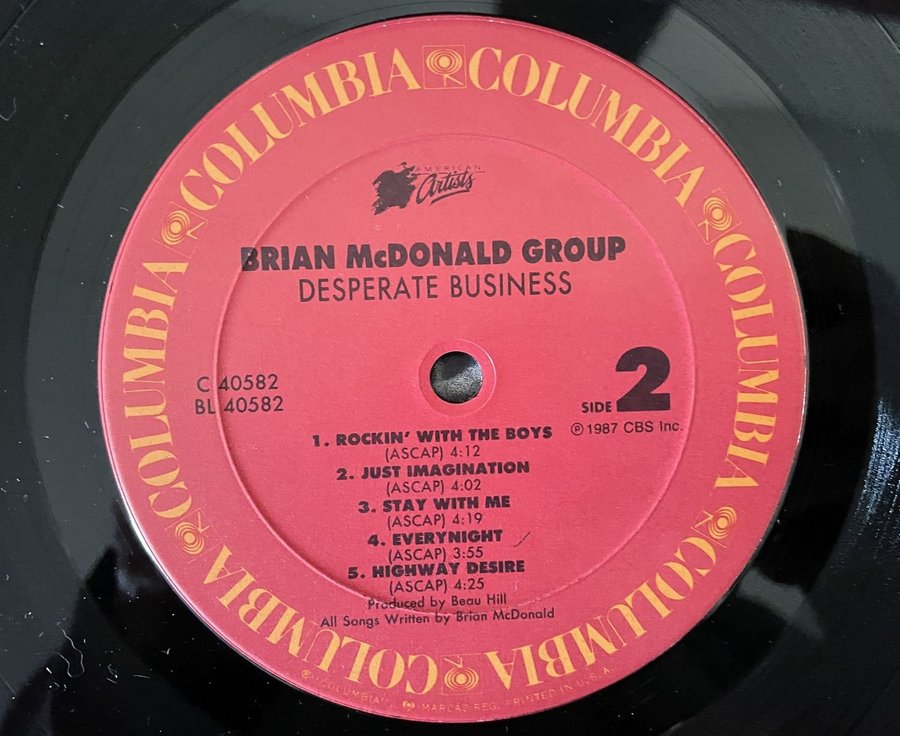 COLUMBIA COLUMBIA COLUMBIA COLUMBIA COLUMBIA COLUMBIA COLUMBIA COLUMBIA
AMERICAN
Artists
BRIAN McDONALD GROUP
DESPERATE BUSINESS
C 40582
BL 40582
SIDE 2
℗ 1987 CBS Inc.
1. ROCKIN' WITH THE BOYS
(ASCAP) 4:12
2. JUST IMAGINATION
(ASCAP) 4:02
3. STAY WITH ME
(ASCAP) 4:19
4. EVERYNIGHT
(ASCAP) 3:55
5. HIGHWAY DESIRE
(ASCAP) 4:25
Produced by Beau Hill
All Songs Written by Brian McDonald
"COLUMBIA", MARCAS REG. PRINTED IN U.S.A.